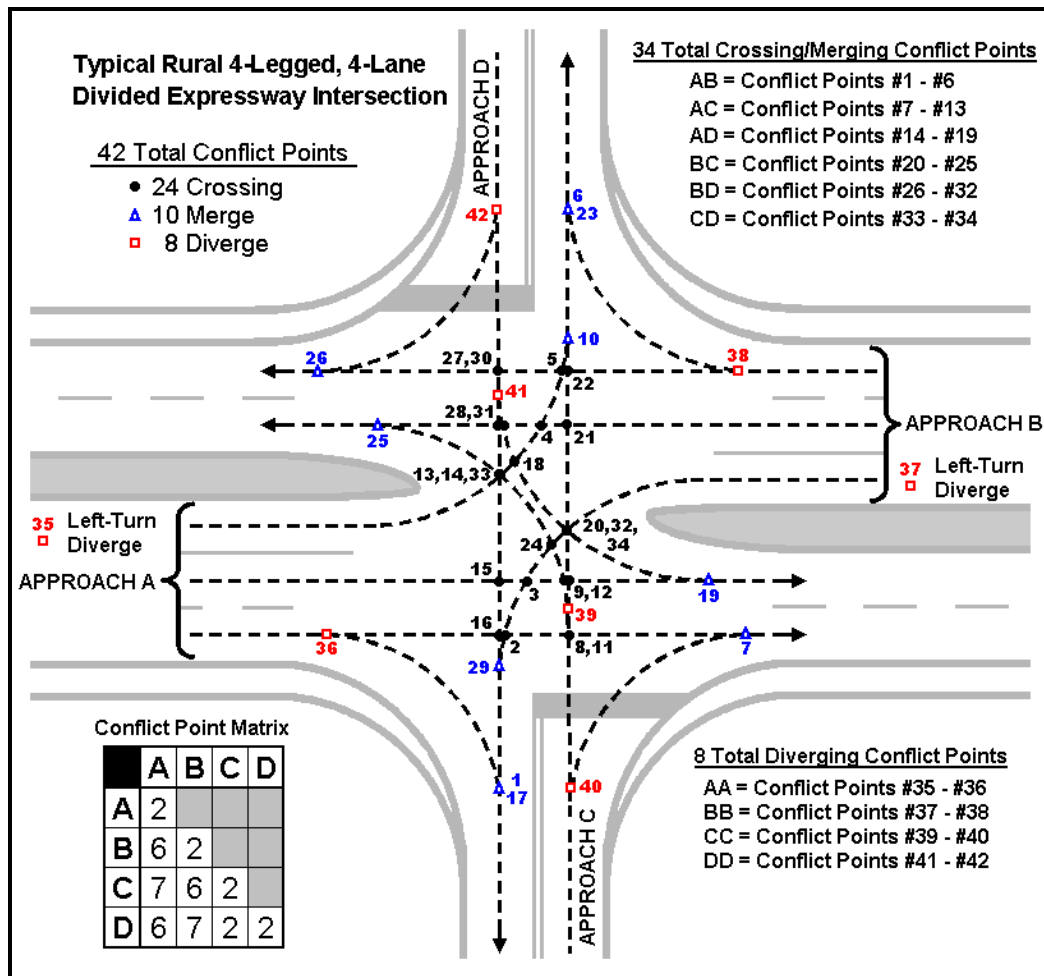 Typical Rural 4-Legged, 4-Lane
Divided Expressway Intersection
42 Total Conflict Points
● 24 Crossing
△ 10 Merge
□ 8 Diverge
34 Total Crossing/Merging Conflict Points
AB = Conflict Points #1 - #6
AC = Conflict Points #7 - #13
AD = Conflict Points #14 - #19
BC = Conflict Points #20 - #25
BD = Conflict Points #26 - #32
CD = Conflict Points #33 - #34
APPROACH D
42
6
23
10
26
27,30
5
22
38
41
25
28,31
4
21
APPROACH B
18
13,14,33
37 Left-Turn
Diverge
35 Left-Turn
Diverge
20,32,
34
24
APPROACH A
15
3
9,12
19
39
36
16
2
8,11
7
29
1
17
40
APPROACH C
Conflict Point Matrix
A B C D
A 2
B 6 2
C 7 6 2
D 6 7 2 2
8 Total Diverging Conflict Points
AA = Conflict Points #35 - #36
BB = Conflict Points #37 - #38
CC = Conflict Points #39 - #40
DD = Conflict Points #41 - #42